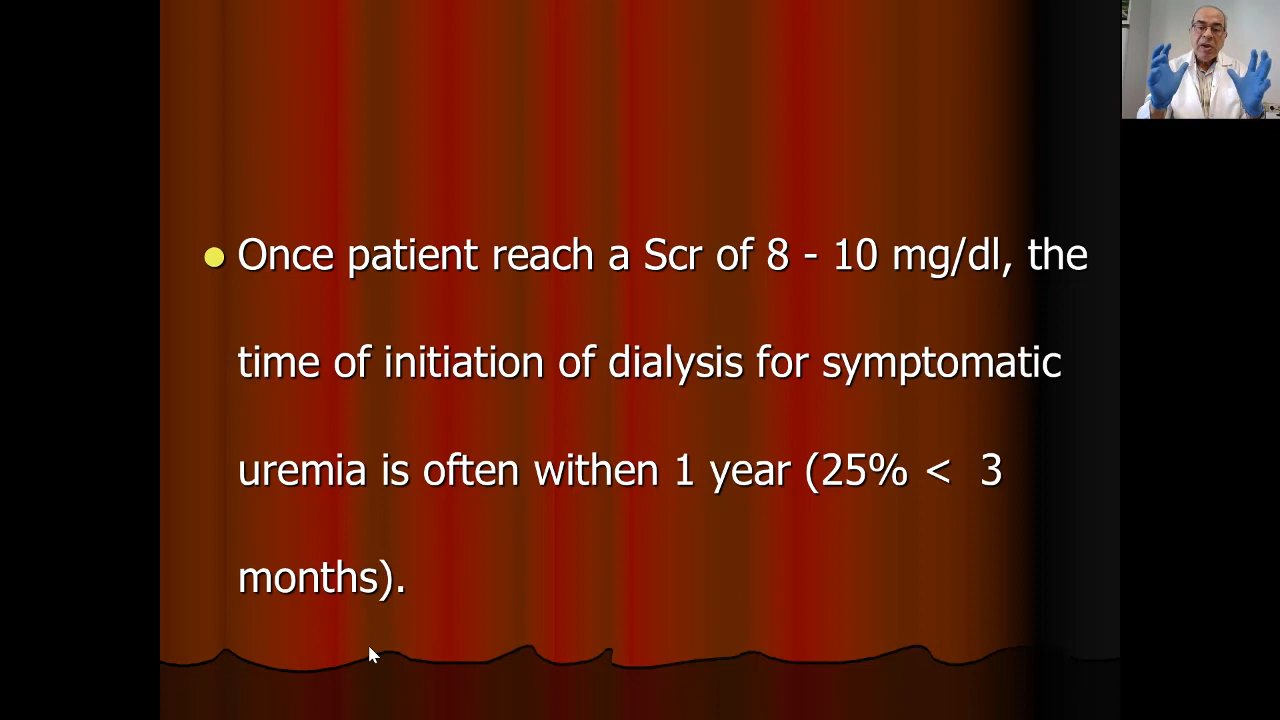 Once patient reach a Scr of 8 - 10 mg/dl, the
time of initiation of dialysis for symptomatic
uremia is often withen 1 year (25% < 3
months).